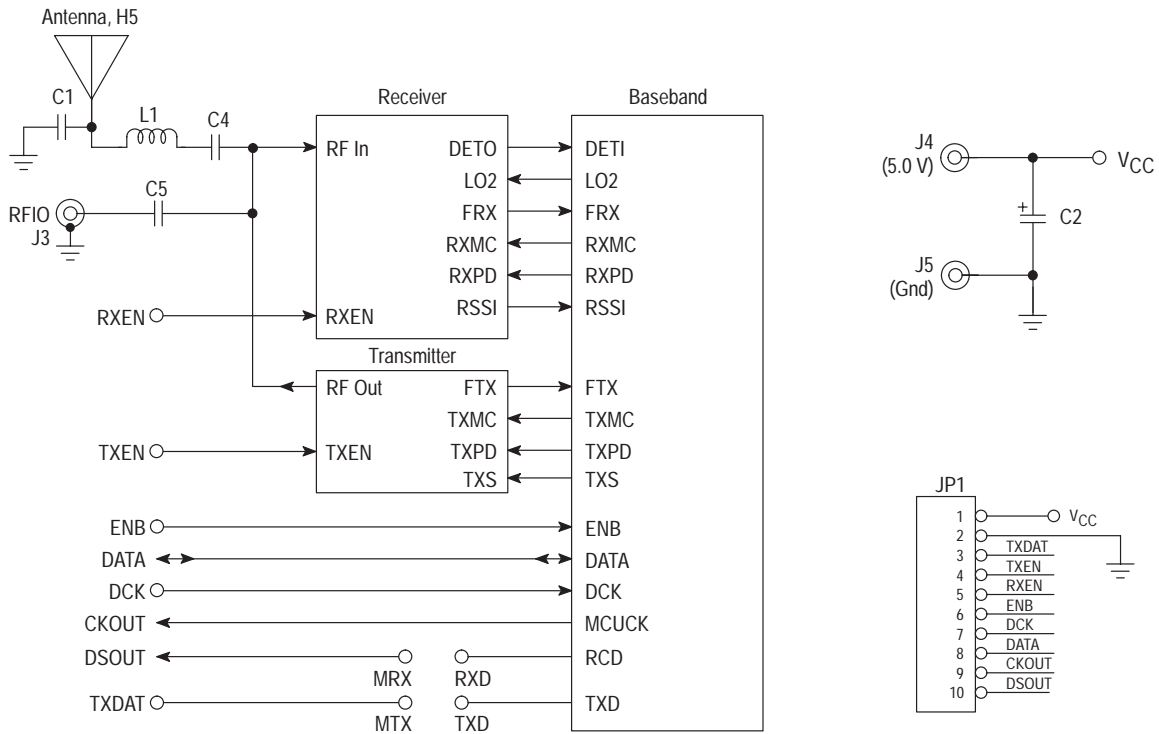 Antenna, H5
C1
L1
C4
C5
RFIO
J3
Receiver
RF In
DETO
LO2
FRX
RXMC
RXPD
RSSI
RXEN
RXEN
Transmitter
RF Out
FTX
TXMC
TXPD
TXS
TXEN
TXEN
Baseband
DETI
LO2
FRX
RXMC
RXPD
RSSI
FTX
TXMC
TXPD
TXS
ENB
ENB
DATA
DATA
DCK
DCK
CKOUT
MCUCK
DSOUT
MRX
RXD
RCD
TXDAT
MTX
TXD
TXD
J4
(5.0 V)
VCC
+
C2
J5
(Gnd)
JP1
1 VCC
2
3 TXDAT
4 TXEN
5 RXEN
6 ENB
7 DCK
8 DATA
9 CKOUT
10 DSOUT